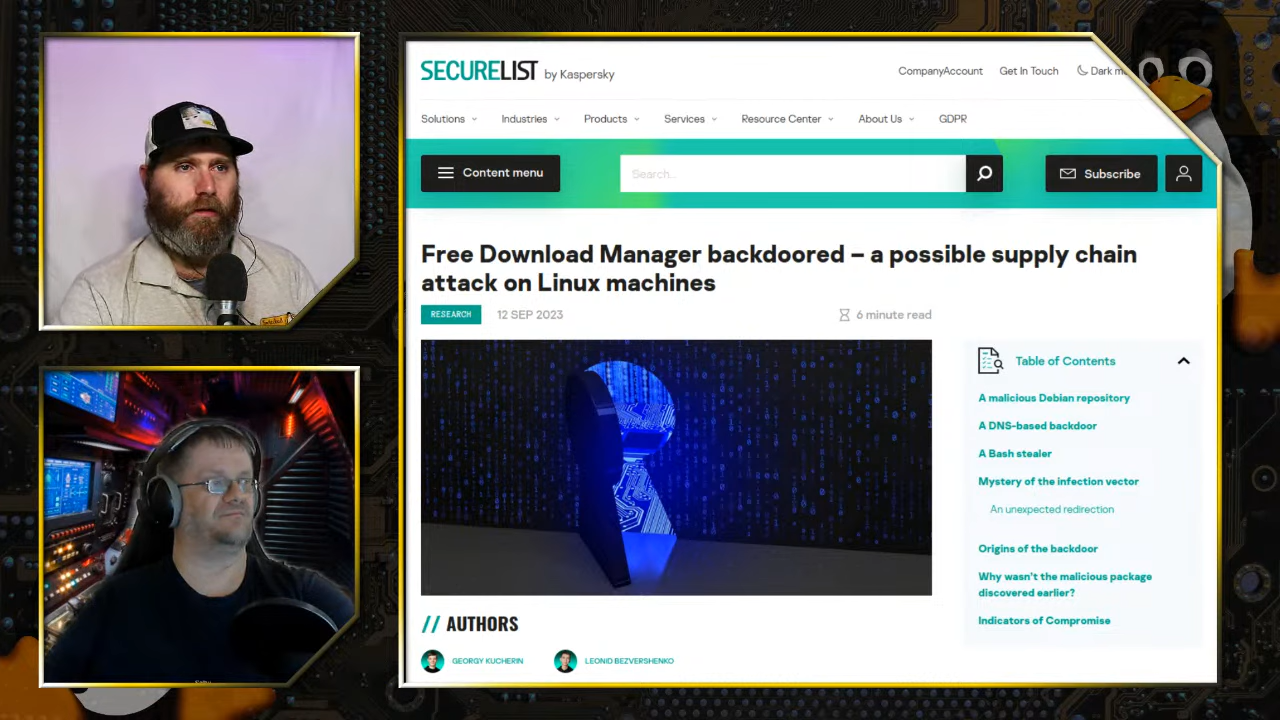 SECURELIST by Kaspersky
CompanyAccount Get In Touch Dark
Solutions Industries Products Services Resource Center About Us GDPR
Content menu Search... Subscribe
Free Download Manager backdoored – a possible supply chain
attack on Linux machines
RESEARCH 12 SEP 2023 6 minute read
Table of Contents
A malicious Debian repository
A DNS-based backdoor
A Bash stealer
Mystery of the infection vector
An unexpected redirection
Origins of the backdoor
Why wasn't the malicious package
discovered earlier?
Indicators of Compromise
// AUTHORS
GEORGY KUCHERIN LEONID BEZVERSHENKO